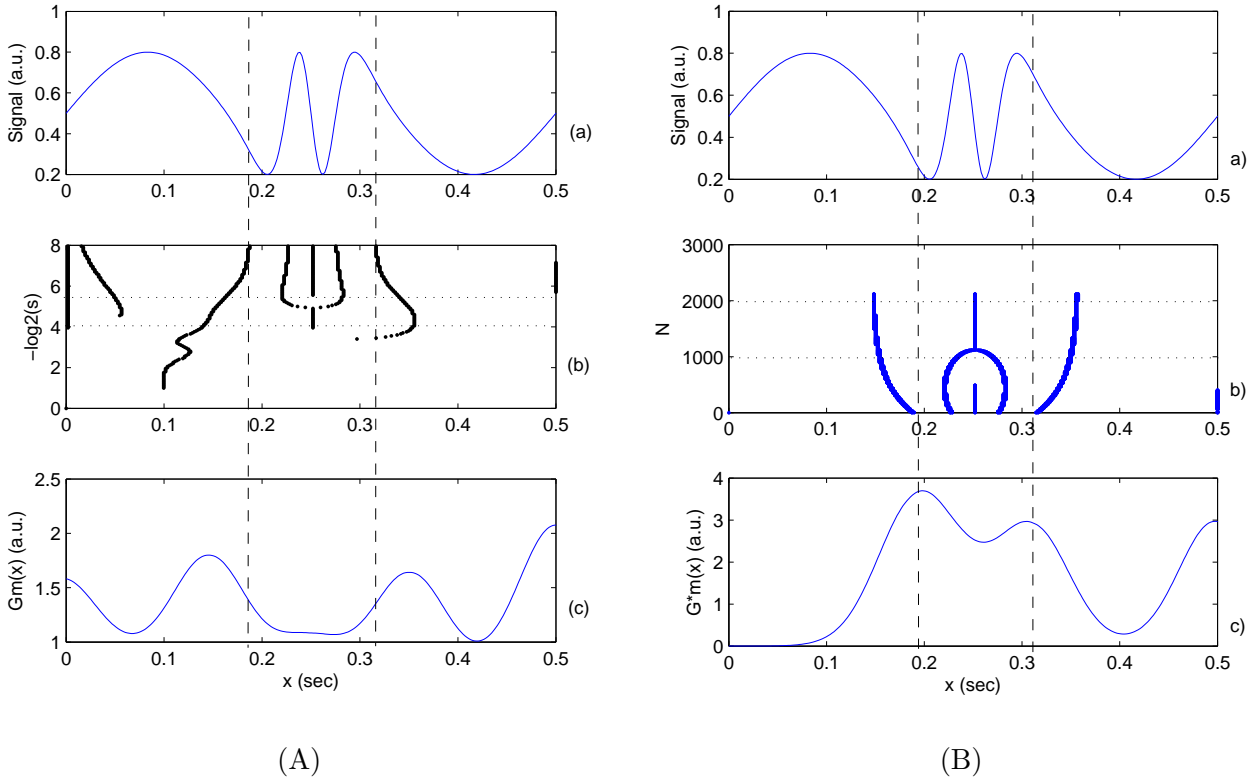 1
0.8
0.6
0.4
0.2
Signal (a.u.)
0 0.1 0.2 0.3 0.4 0.5
(a)
8
6
4
2
0
−log2(s)
0 0.1 0.2 0.3 0.4 0.5
(b)
2.5
2
1.5
1
Gm(x) (a.u.)
0 0.1 0.2 0.3 0.4 0.5
x (sec)
(c)
(A)
1
0.8
0.6
0.4
0.2
Signal (a.u.)
0 0.1 0.2 0.3 0.4 0.5
a)
3000
2000
1000
0
N
0 0.1 0.2 0.3 0.4 0.5
b)
4
3
2
1
0
G*m(x) (a.u.)
0 0.1 0.2 0.3 0.4 0.5
x (sec)
c)
(B)